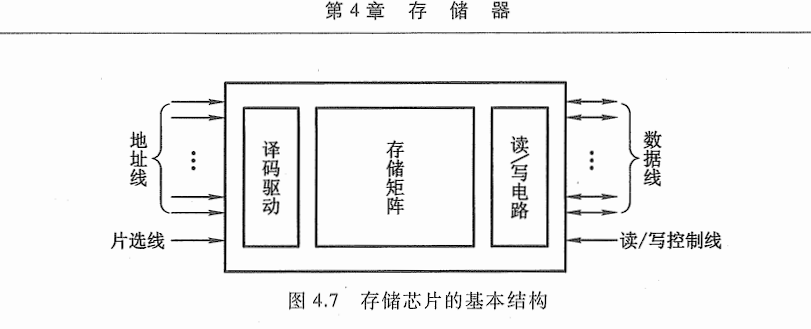 第4章 存 储 器
地址线
译码驱动
存储矩阵
读/写电路
数据线
片选线
读/写控制线
图 4.7 存储芯片的基本结构